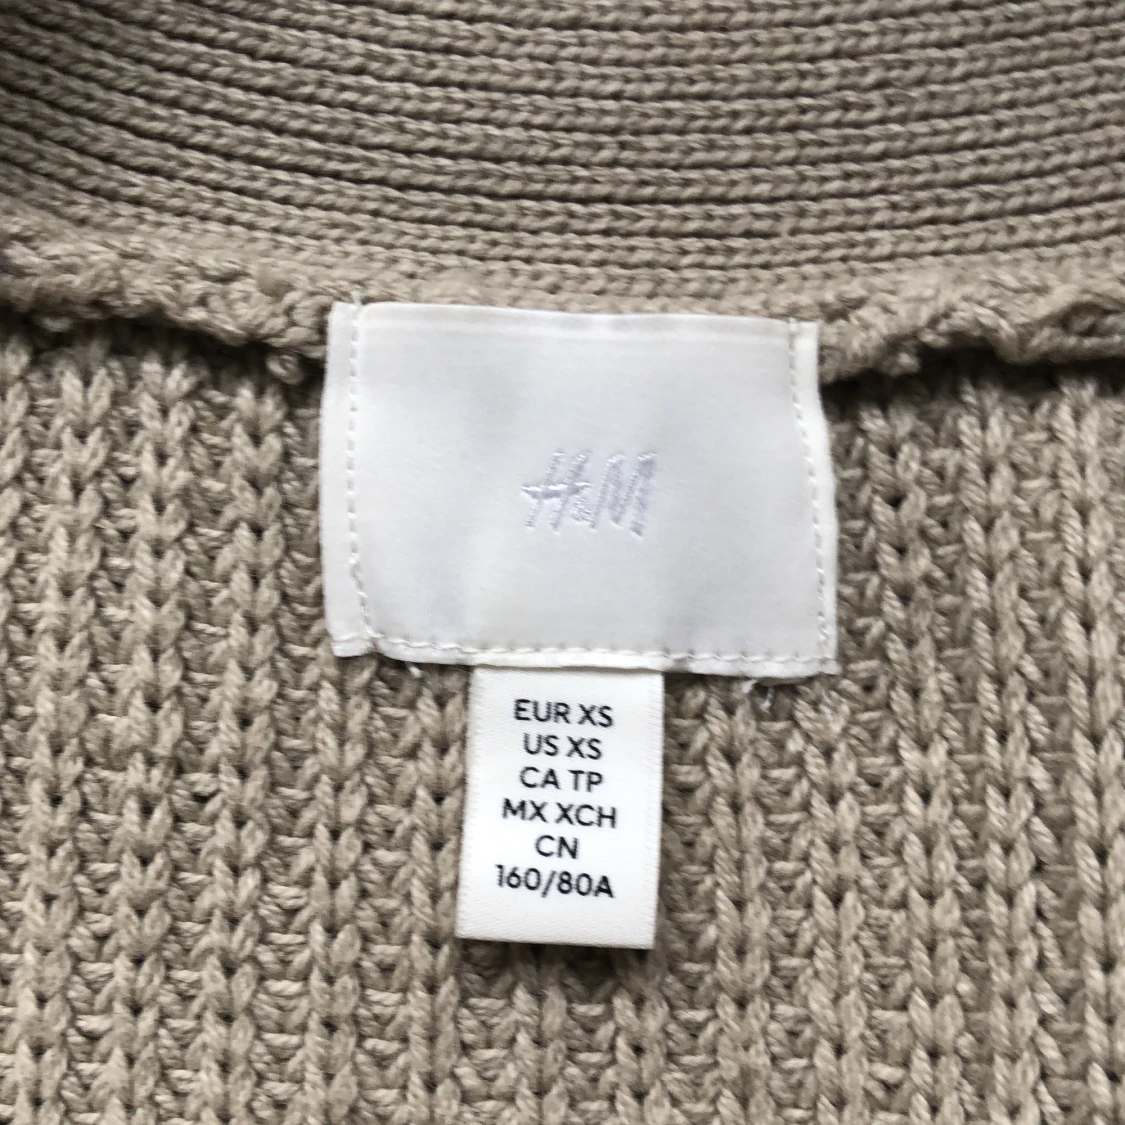 H&M
EUR XS
US XS
CA TP
MX XCH
CN
160/80A